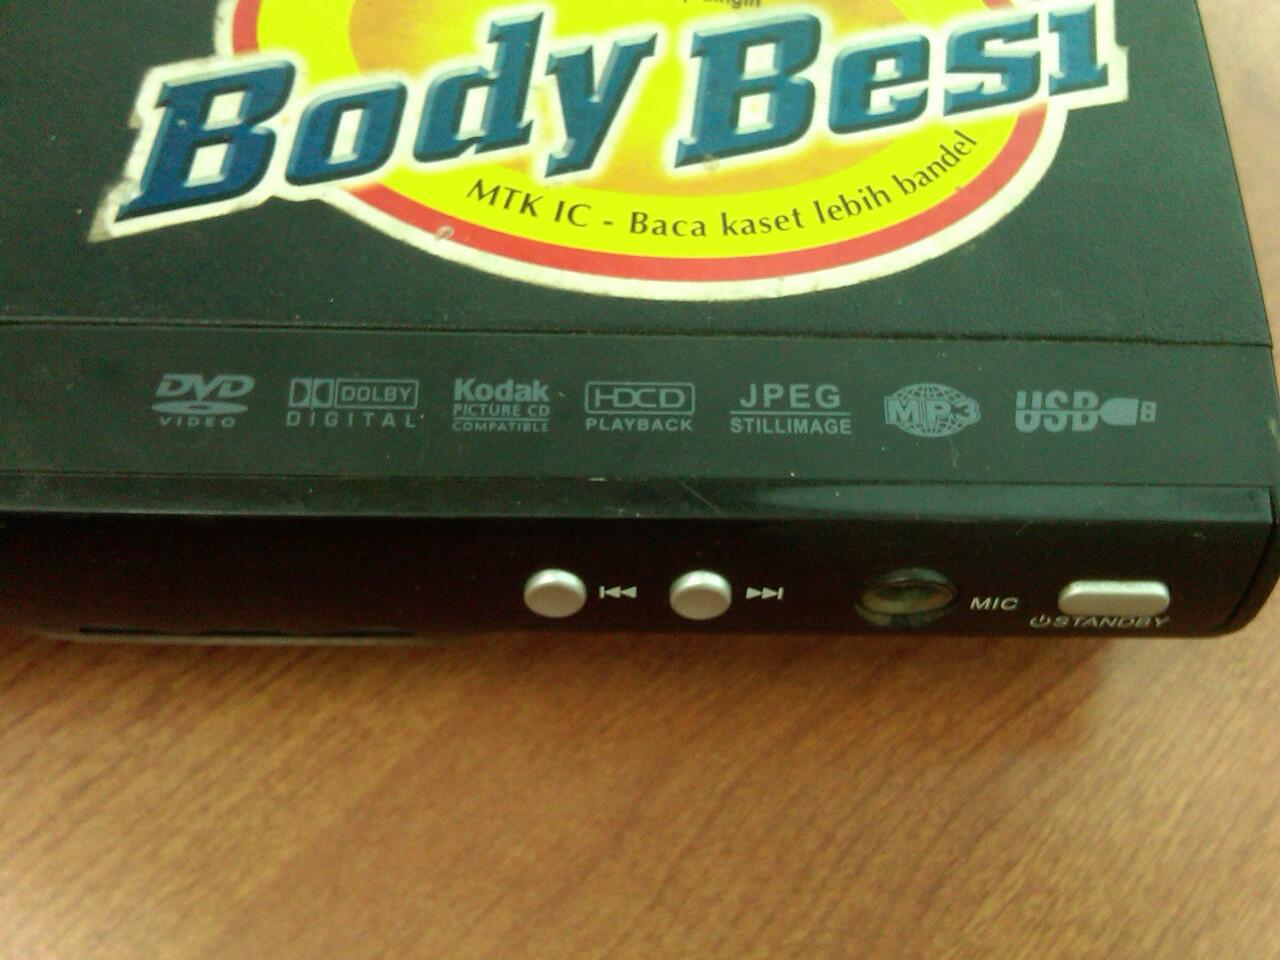 Body Besi
MTK IC - Baca kaset lebih bandel
DVD VIDEO
DOLBY DIGITAL
Kodak PICTURE CD COMPATIBLE
HDCD PLAYBACK
JPEG STILLIMAGE
MP3
USB
MIC
STANDBY